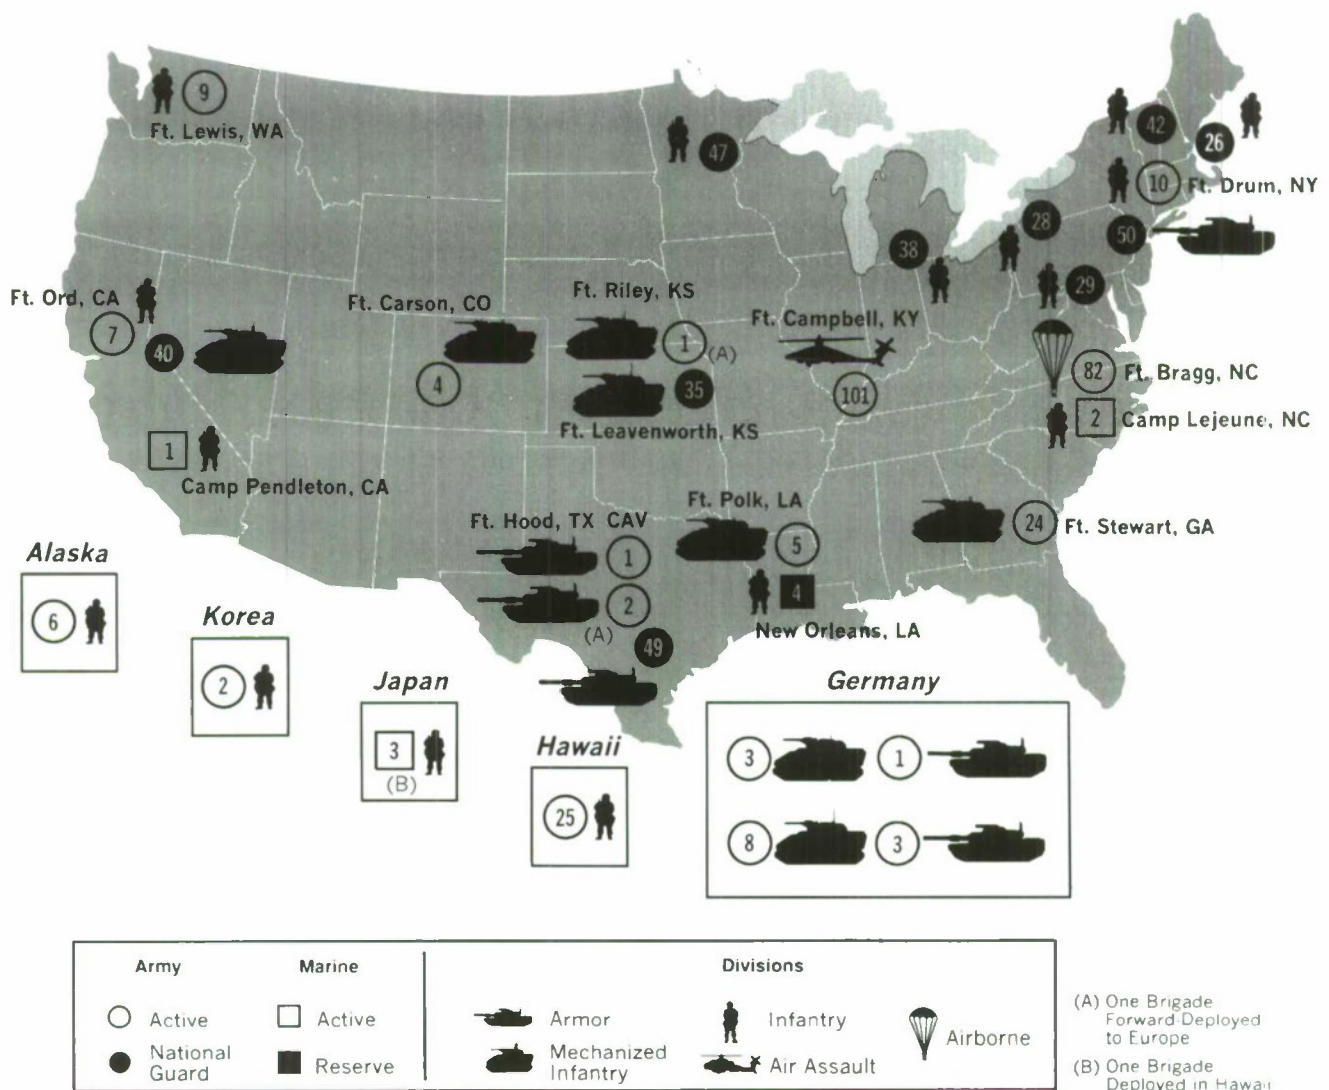 9
Ft. Lewis, WA
47
42
26
10 Ft. Drum, NY
28
50
38
29
Ft. Ord, CA
7
40
Ft. Carson, CO
4
Ft. Riley, KS
1 (A)
35
Ft. Leavenworth, KS
Ft. Campbell, KY
101
82 Ft. Bragg, NC
2 Camp Lejeune, NC
1
Camp Pendleton, CA
Ft. Hood, TX CAV
1
2
(A)
49
Ft. Polk, LA
5
4
New Orleans, LA
24 Ft. Stewart, GA
Alaska
6
Korea
2
Japan
3
(B)
Hawaii
25
Germany
3 1
8 3
Army Marine Divisions
Active Active Armor Infantry Airborne
National Guard Reserve Mechanized Infantry Air Assault
(A) One Brigade
Forward-Deployed
to Europe
(B) One Brigade
Deployed in Hawaii